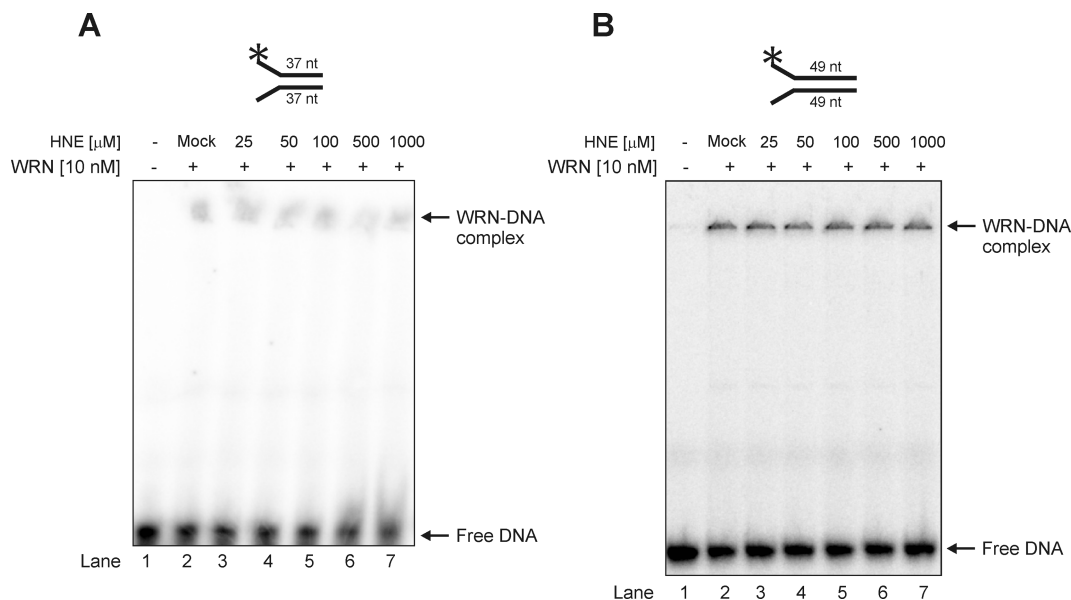 A
*
37 nt
37 nt
HNE [μM] - Mock 25 50 100 500 1000
WRN [10 nM] - + + + + + +
WRN-DNA
complex
Free DNA
Lane 1 2 3 4 5 6 7
B
*
49 nt
49 nt
HNE [μM] - Mock 25 50 100 500 1000
WRN [10 nM] - + + + + + +
WRN-DNA
complex
Free DNA
Lane 1 2 3 4 5 6 7